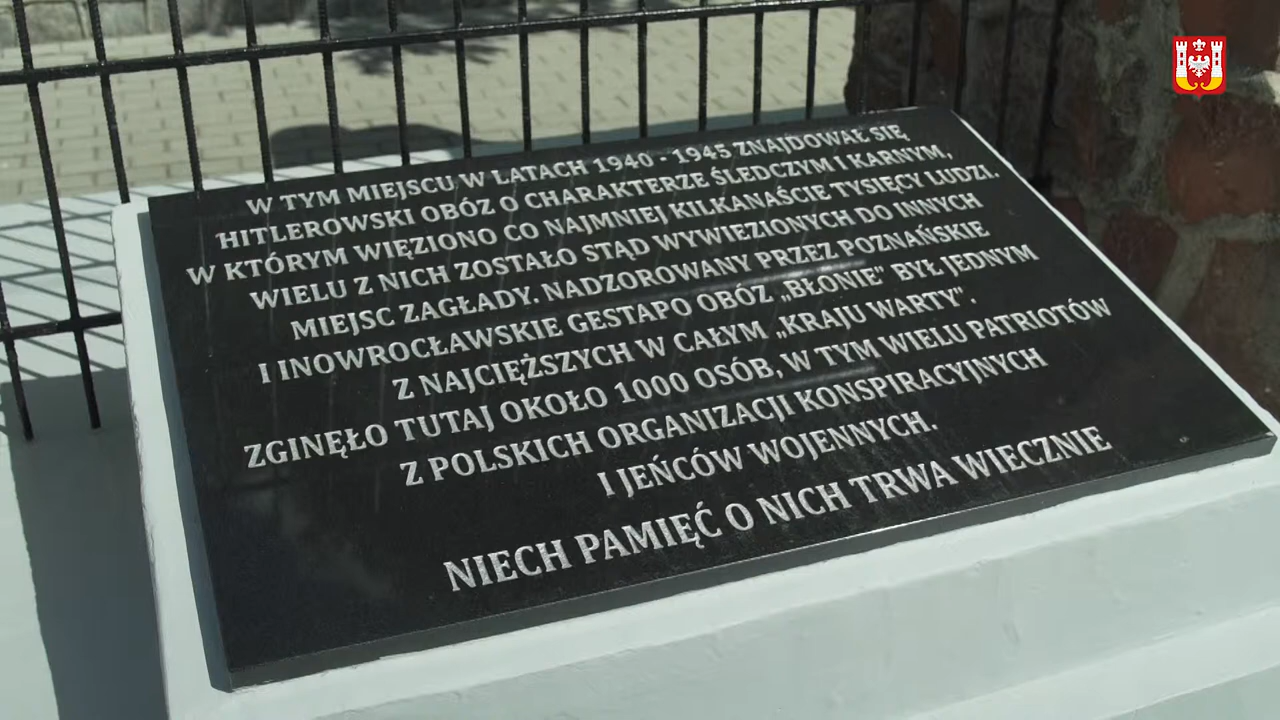 W TYM MIEJSCU W LATACH 1940 - 1945 ZNAJDOWAŁ SIĘ
HITLEROWSKI OBÓZ O CHARAKTERZE ŚLEDCZYM I KARNYM,
W KTÓRYM WIĘZIONO CO NAJMNIEJ KILKANAŚCIE TYSIĘCY LUDZI.
WIELU Z NICH ZOSTAŁO STĄD WYWIEZIONYCH DO INNYCH
MIEJSC ZAGŁADY. NADZOROWANY PRZEZ POZNAŃSKIE
I INOWROCŁAWSKIE GESTAPO OBÓZ „BŁONIE" BYŁ JEDNYM
Z NAJCIĘŻSZYCH W CAŁYM „KRAJU WARTY".
ZGINĘŁO TUTAJ OKOŁO 1000 OSÓB, W TYM WIELU PATRIOTÓW
Z POLSKICH ORGANIZACJI KONSPIRACYJNYCH
I JEŃCÓW WOJENNYCH.
NIECH PAMIĘĆ O NICH TRWA WIECZNIE